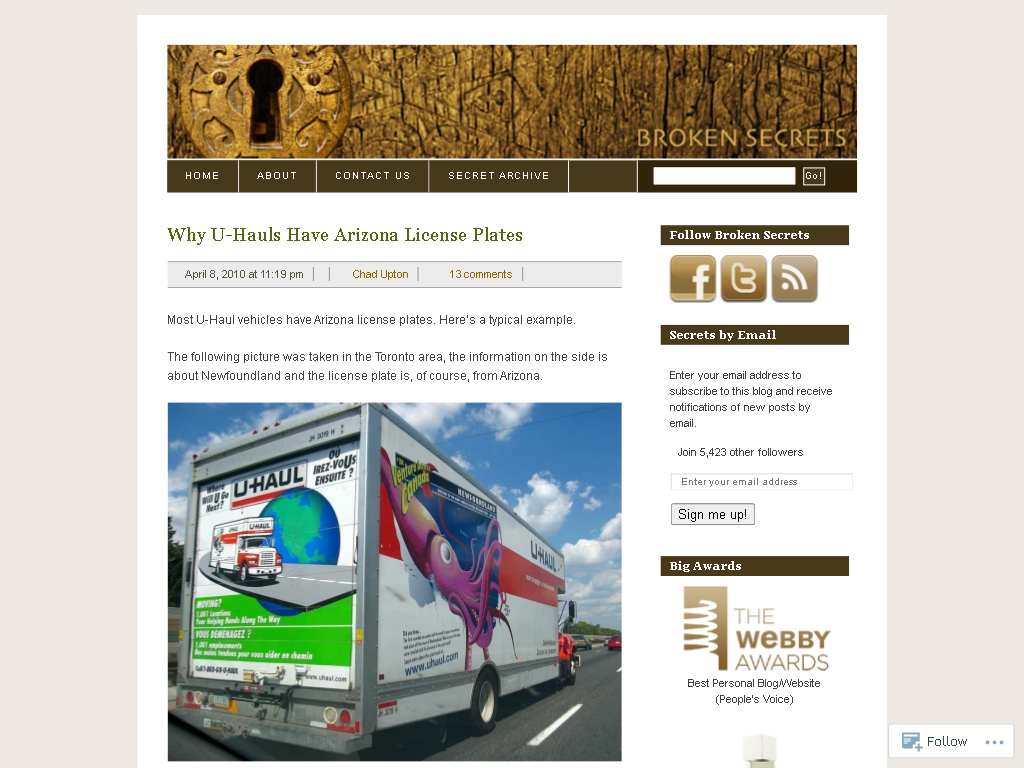 BROKEN SECRETS
HOME
ABOUT
CONTACT US
SECRET ARCHIVE
Go!
Why U-Hauls Have Arizona License Plates
April 8, 2010 at 11:19 pm
Chad Upton
13 comments
Most U-Haul vehicles have Arizona license plates. Here's a typical example.
The following picture was taken in the Toronto area, the information on the side is
about Newfoundland and the license plate is, of course, from Arizona.
JH 3019 H
Where
Will U Go
Next?
U-HAUL
OÙ
IREZ-VOUS
ENSUITE ?
U-HAUL
MOVING?
1,001 Locations
Your Helping Hands Along The Way
VOUS DÉMÉNAGEZ ?
1,001 emplacements
Des mains tendues pour vous aider en chemin
www.uhaul.com
Venture Across
Canada
NEWFOUNDLAND
U-HAUL
www.uhaul.com
Follow Broken Secrets
Secrets by Email
Enter your email address to
subscribe to this blog and receive
notifications of new posts by
email.
Join 5,423 other followers
Enter your email address
Sign me up!
Big Awards
THE
WEBBY
AWARDS
Best Personal Blog/Website
(People's Voice)
Follow